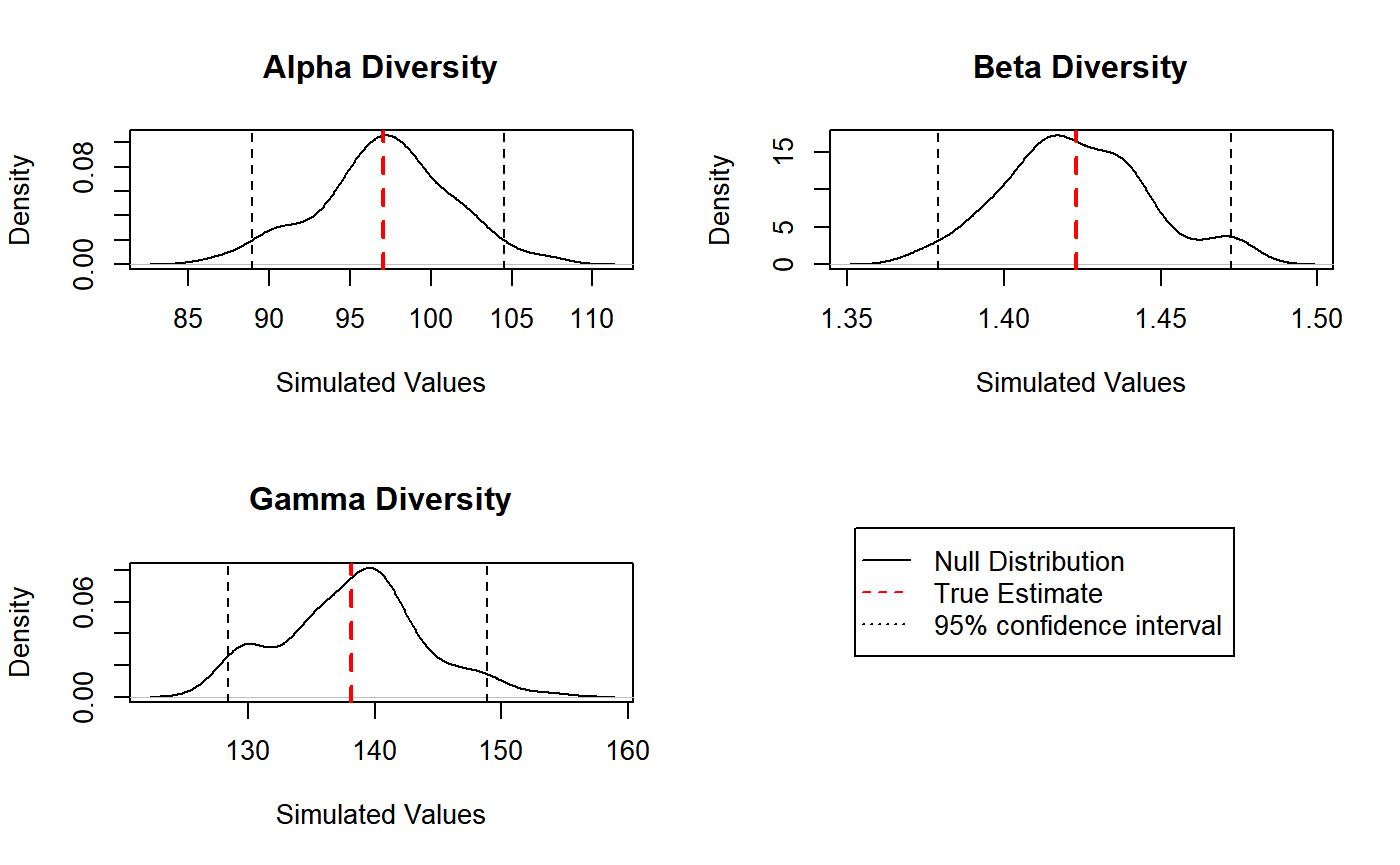 Alpha Diversity
Density
0.00 0.08
85 90 95 100 105 110
Simulated Values
Beta Diversity
Density
0 5 15
1.35 1.40 1.45 1.50
Simulated Values
Gamma Diversity
Density
0.00 0.06
130 140 150 160
Simulated Values
Null Distribution
True Estimate
95% confidence interval